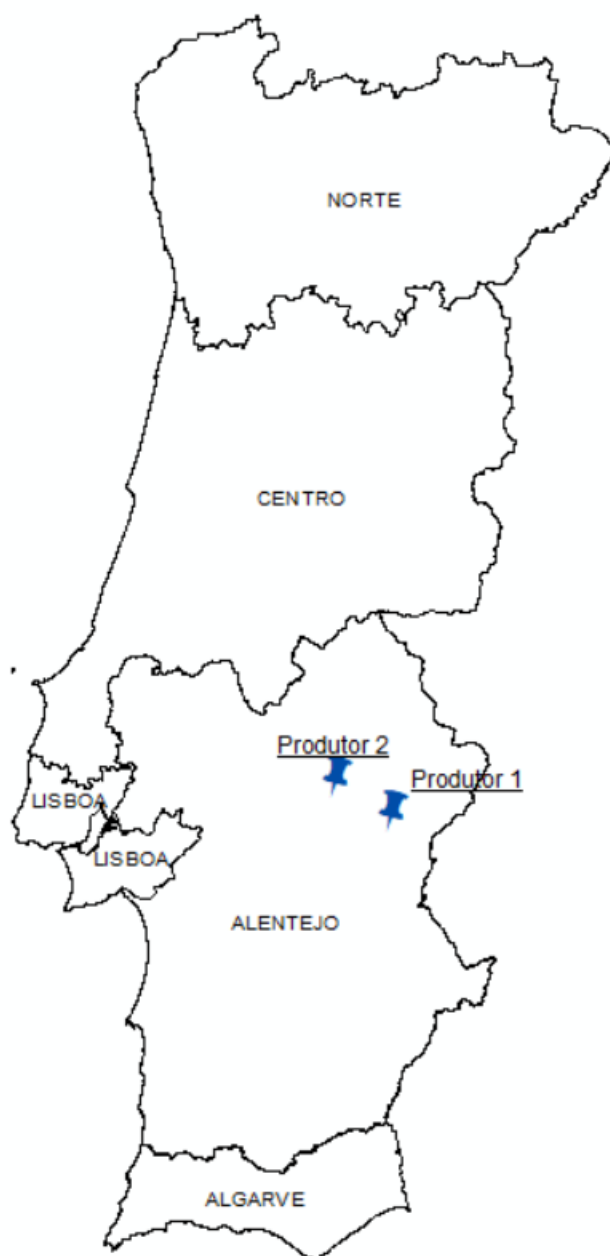 NORTE
CENTRO
Produtor 2
Produtor 1
LISBOA
LISBOA
ALENTEJO
ALGARVE